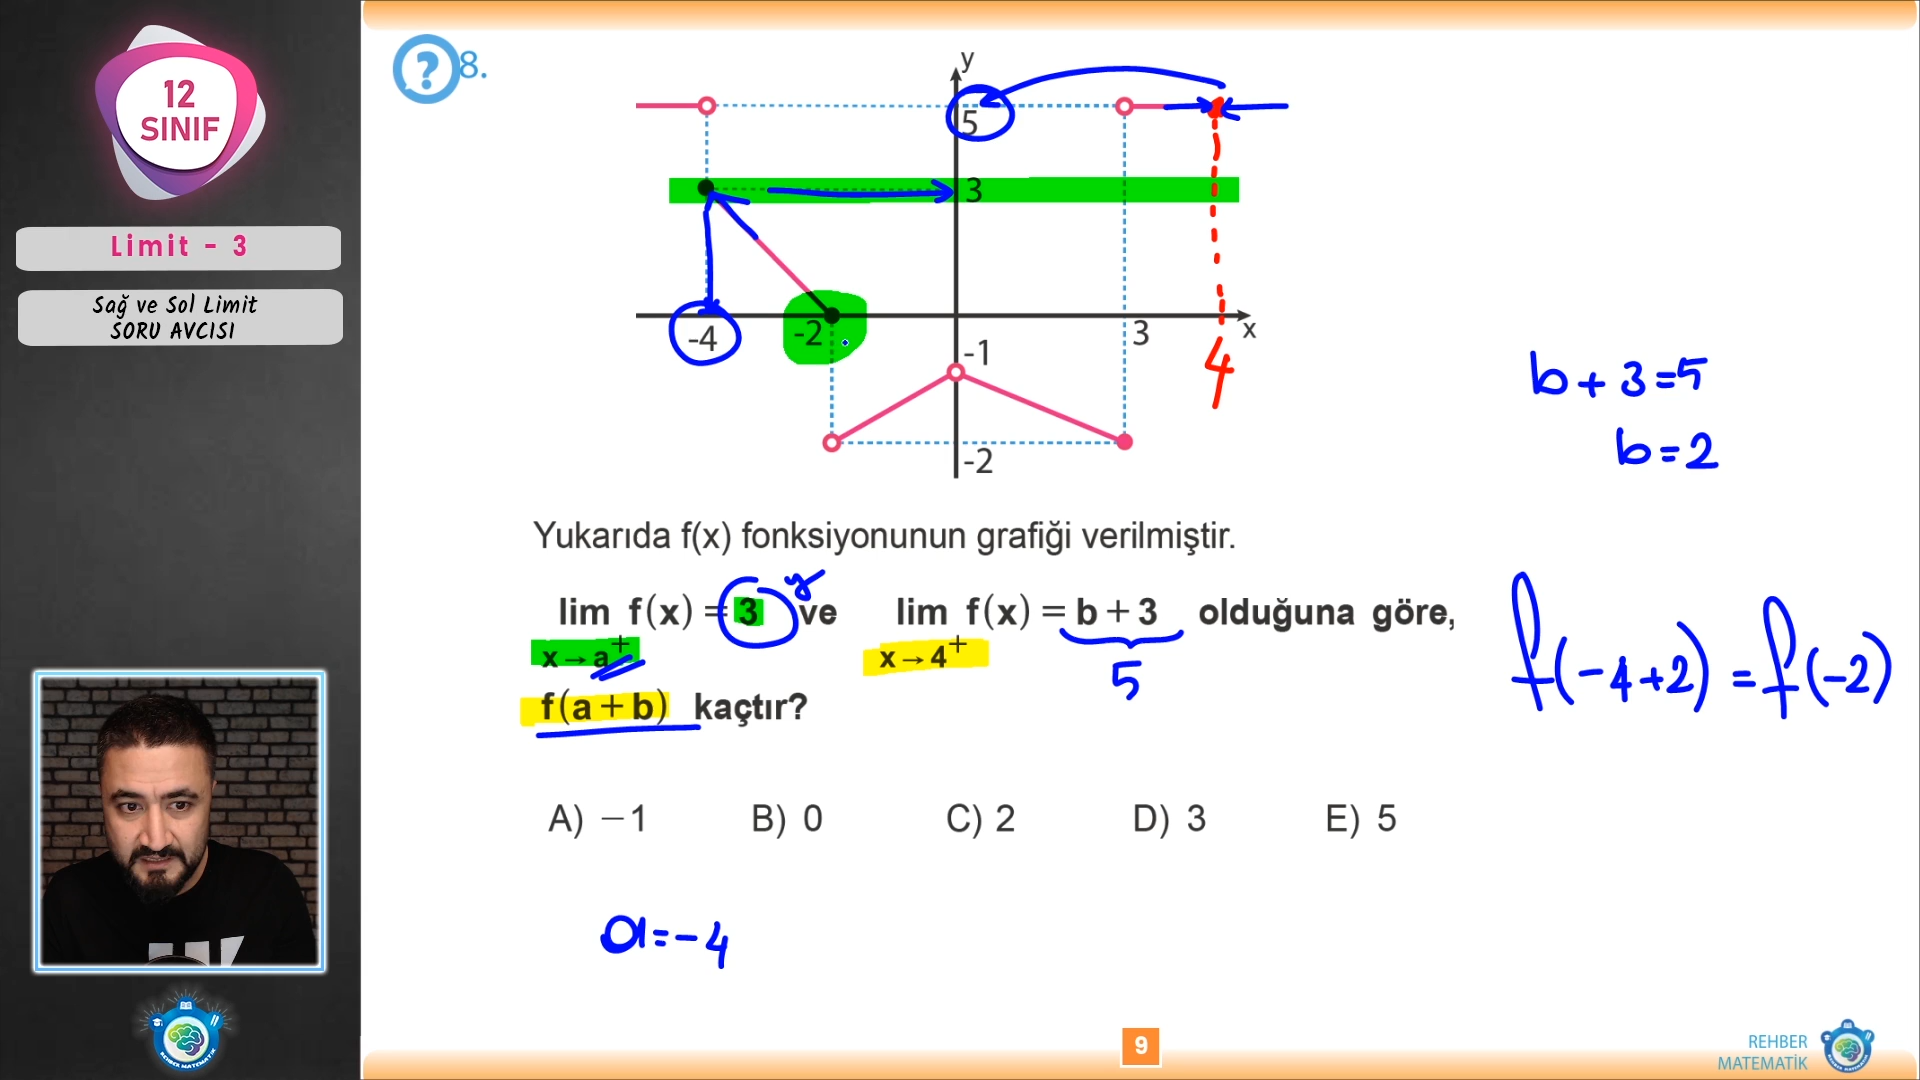 12
SINIF
Limit - 3
Sağ ve Sol Limit
SORU AVCISI
8.
y
5
3
-4
-2
3
x
-1
4
-2
b+3=5
b=2
Yukarıda f(x) fonksiyonunun grafiği verilmiştir.
lim f(x) = 3 ve lim f(x) = b + 3 olduğuna göre,
x→a⁺ x→4⁺
y
5
f(a + b) kaçtır?
f(-4+2) = f(-2)
A) −1 B) 0 C) 2 D) 3 E) 5
a=-4
9
REHBER
MATEMATİK
REHBER MATEMATİK